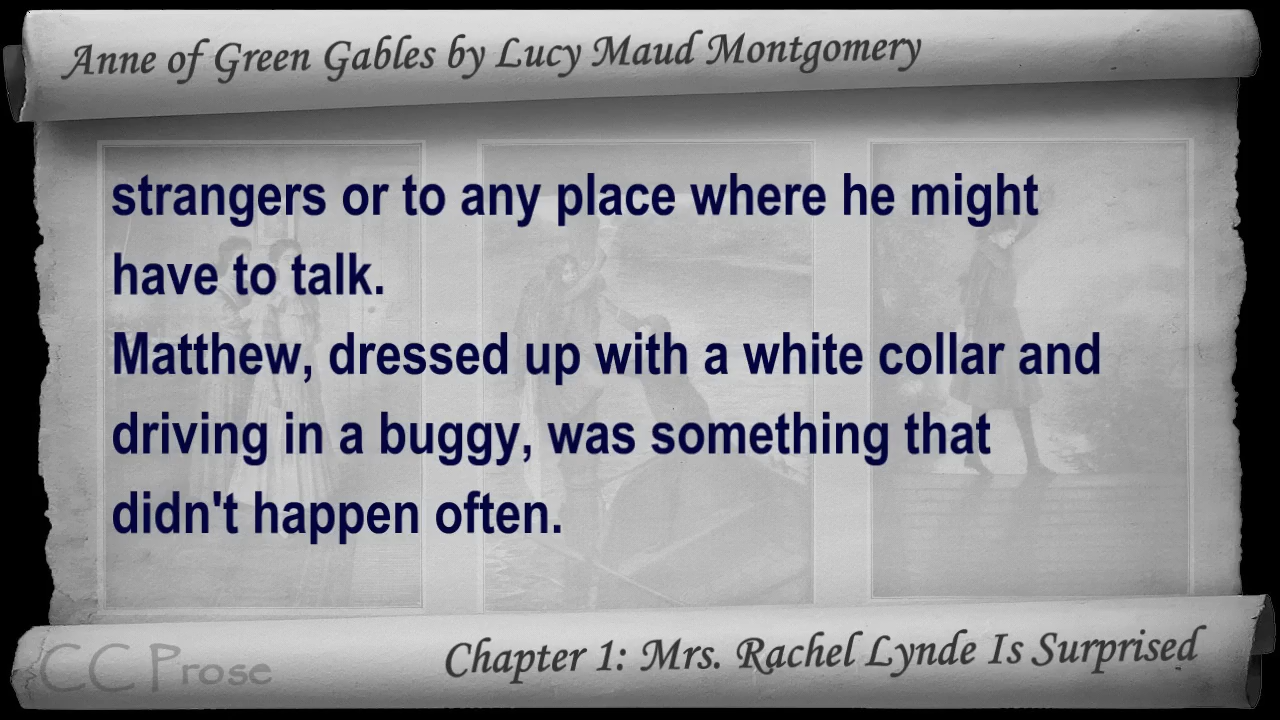 Anne of Green Gables by Lucy Maud Montgomery
strangers or to any place where he might
have to talk.
Matthew, dressed up with a white collar and
driving in a buggy, was something that
didn't happen often.
CC Prose
Chapter 1: Mrs. Rachel Lynde Is Surprised